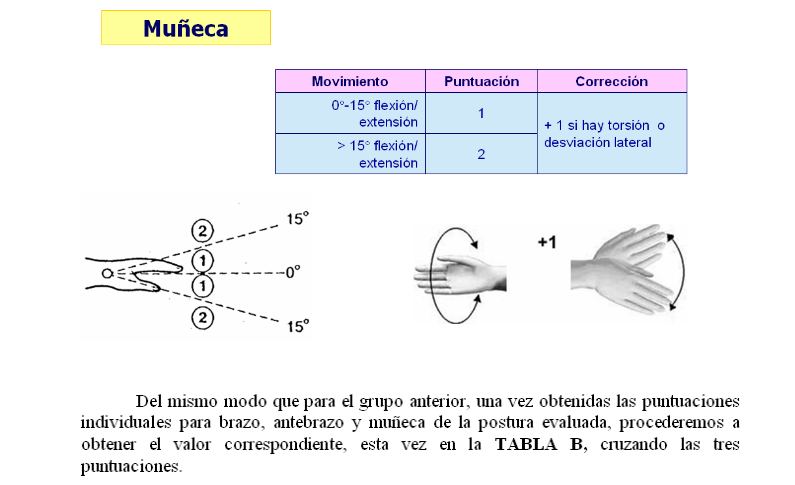 Muñeca
Movimiento Puntuación Corrección
0°-15° flexión/
extensión
1
> 15° flexión/
extensión
2
+ 1 si hay torsión o
desviación lateral
2
15°
1
0°
1
2
15°
+1
Del mismo modo que para el grupo anterior, una vez obtenidas las puntuaciones
individuales para brazo, antebrazo y muñeca de la postura evaluada, procederemos a
obtener el valor correspondiente, esta vez en la TABLA B, cruzando las tres
puntuaciones.